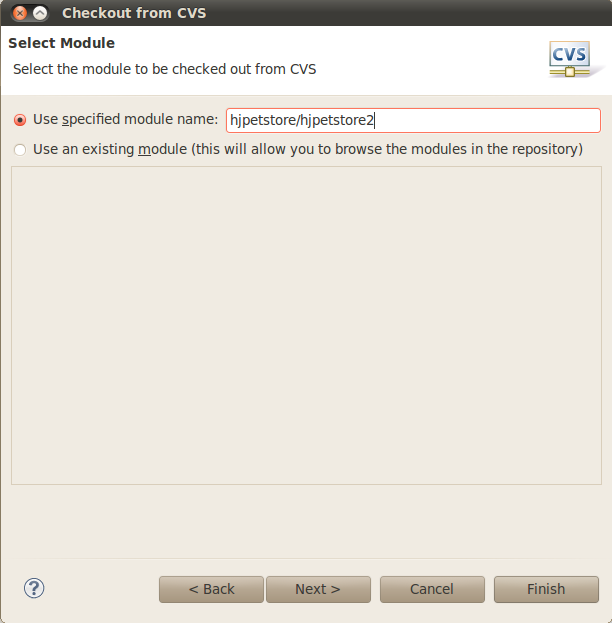 Checkout from CVS
Select Module
Select the module to be checked out from CVS
CVS
Use specified module name: hjpetstore/hjpetstore2
Use an existing module (this will allow you to browse the modules in the repository)
? < Back Next > Cancel Finish